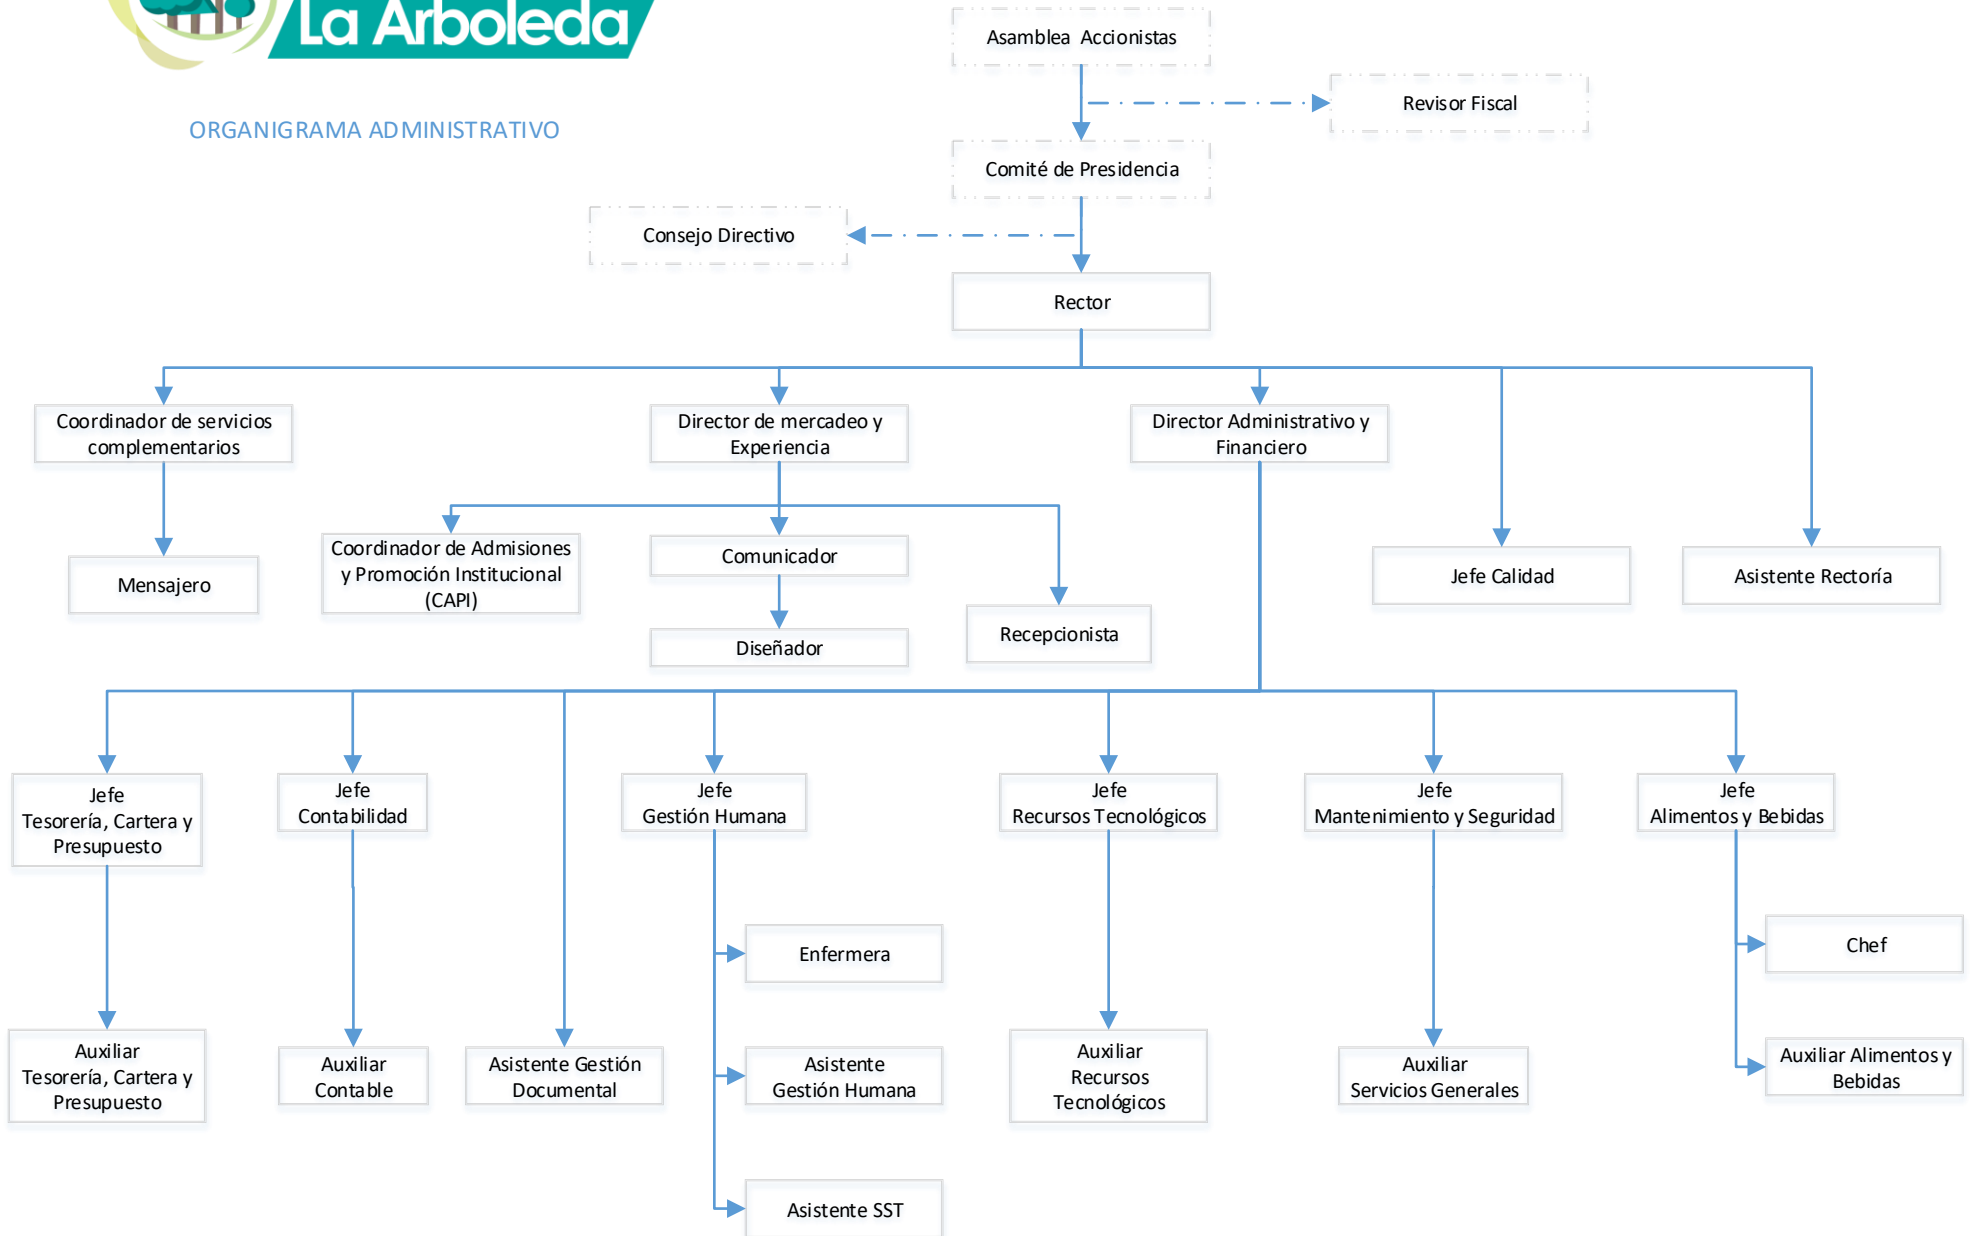 La Arboleda
ORGANIGRAMA ADMINISTRATIVO
Asamblea Accionistas
Revisor Fiscal
Comité de Presidencia
Consejo Directivo
Rector
Coordinador de servicios
complementarios
Director de mercadeo y
Experiencia
Director Administrativo y
Financiero
Mensajero
Coordinador de Admisiones
y Promoción Institucional
(CAPI)
Comunicador
Diseñador
Recepcionista
Jefe Calidad
Asistente Rectoría
Jefe
Tesorería, Cartera y
Presupuesto
Jefe
Contabilidad
Jefe
Gestión Humana
Jefe
Recursos Tecnológicos
Jefe
Mantenimiento y Seguridad
Jefe
Alimentos y Bebidas
Enfermera
Chef
Auxiliar
Tesorería, Cartera y
Presupuesto
Auxiliar
Contable
Asistente Gestión
Documental
Asistente
Gestión Humana
Auxiliar
Recursos
Tecnológicos
Auxiliar
Servicios Generales
Auxiliar Alimentos y
Bebidas
Asistente SST